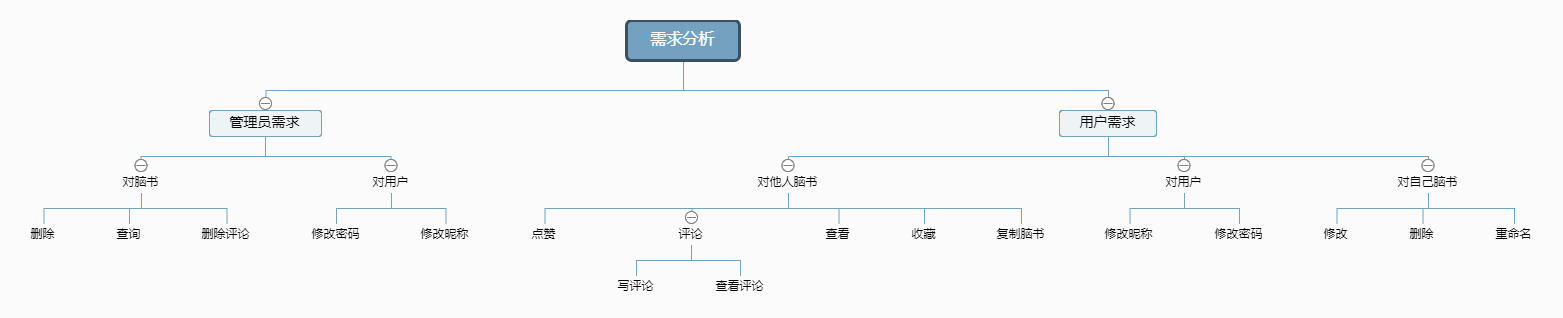 需求分析
管理员需求
用户需求
对脑书
对用户
对他人脑书
对用户
对自己脑书
删除
查询
删除评论
修改密码
修改昵称
点赞
评论
查看
收藏
复制脑书
修改昵称
修改密码
修改
删除
重命名
写评论
查看评论